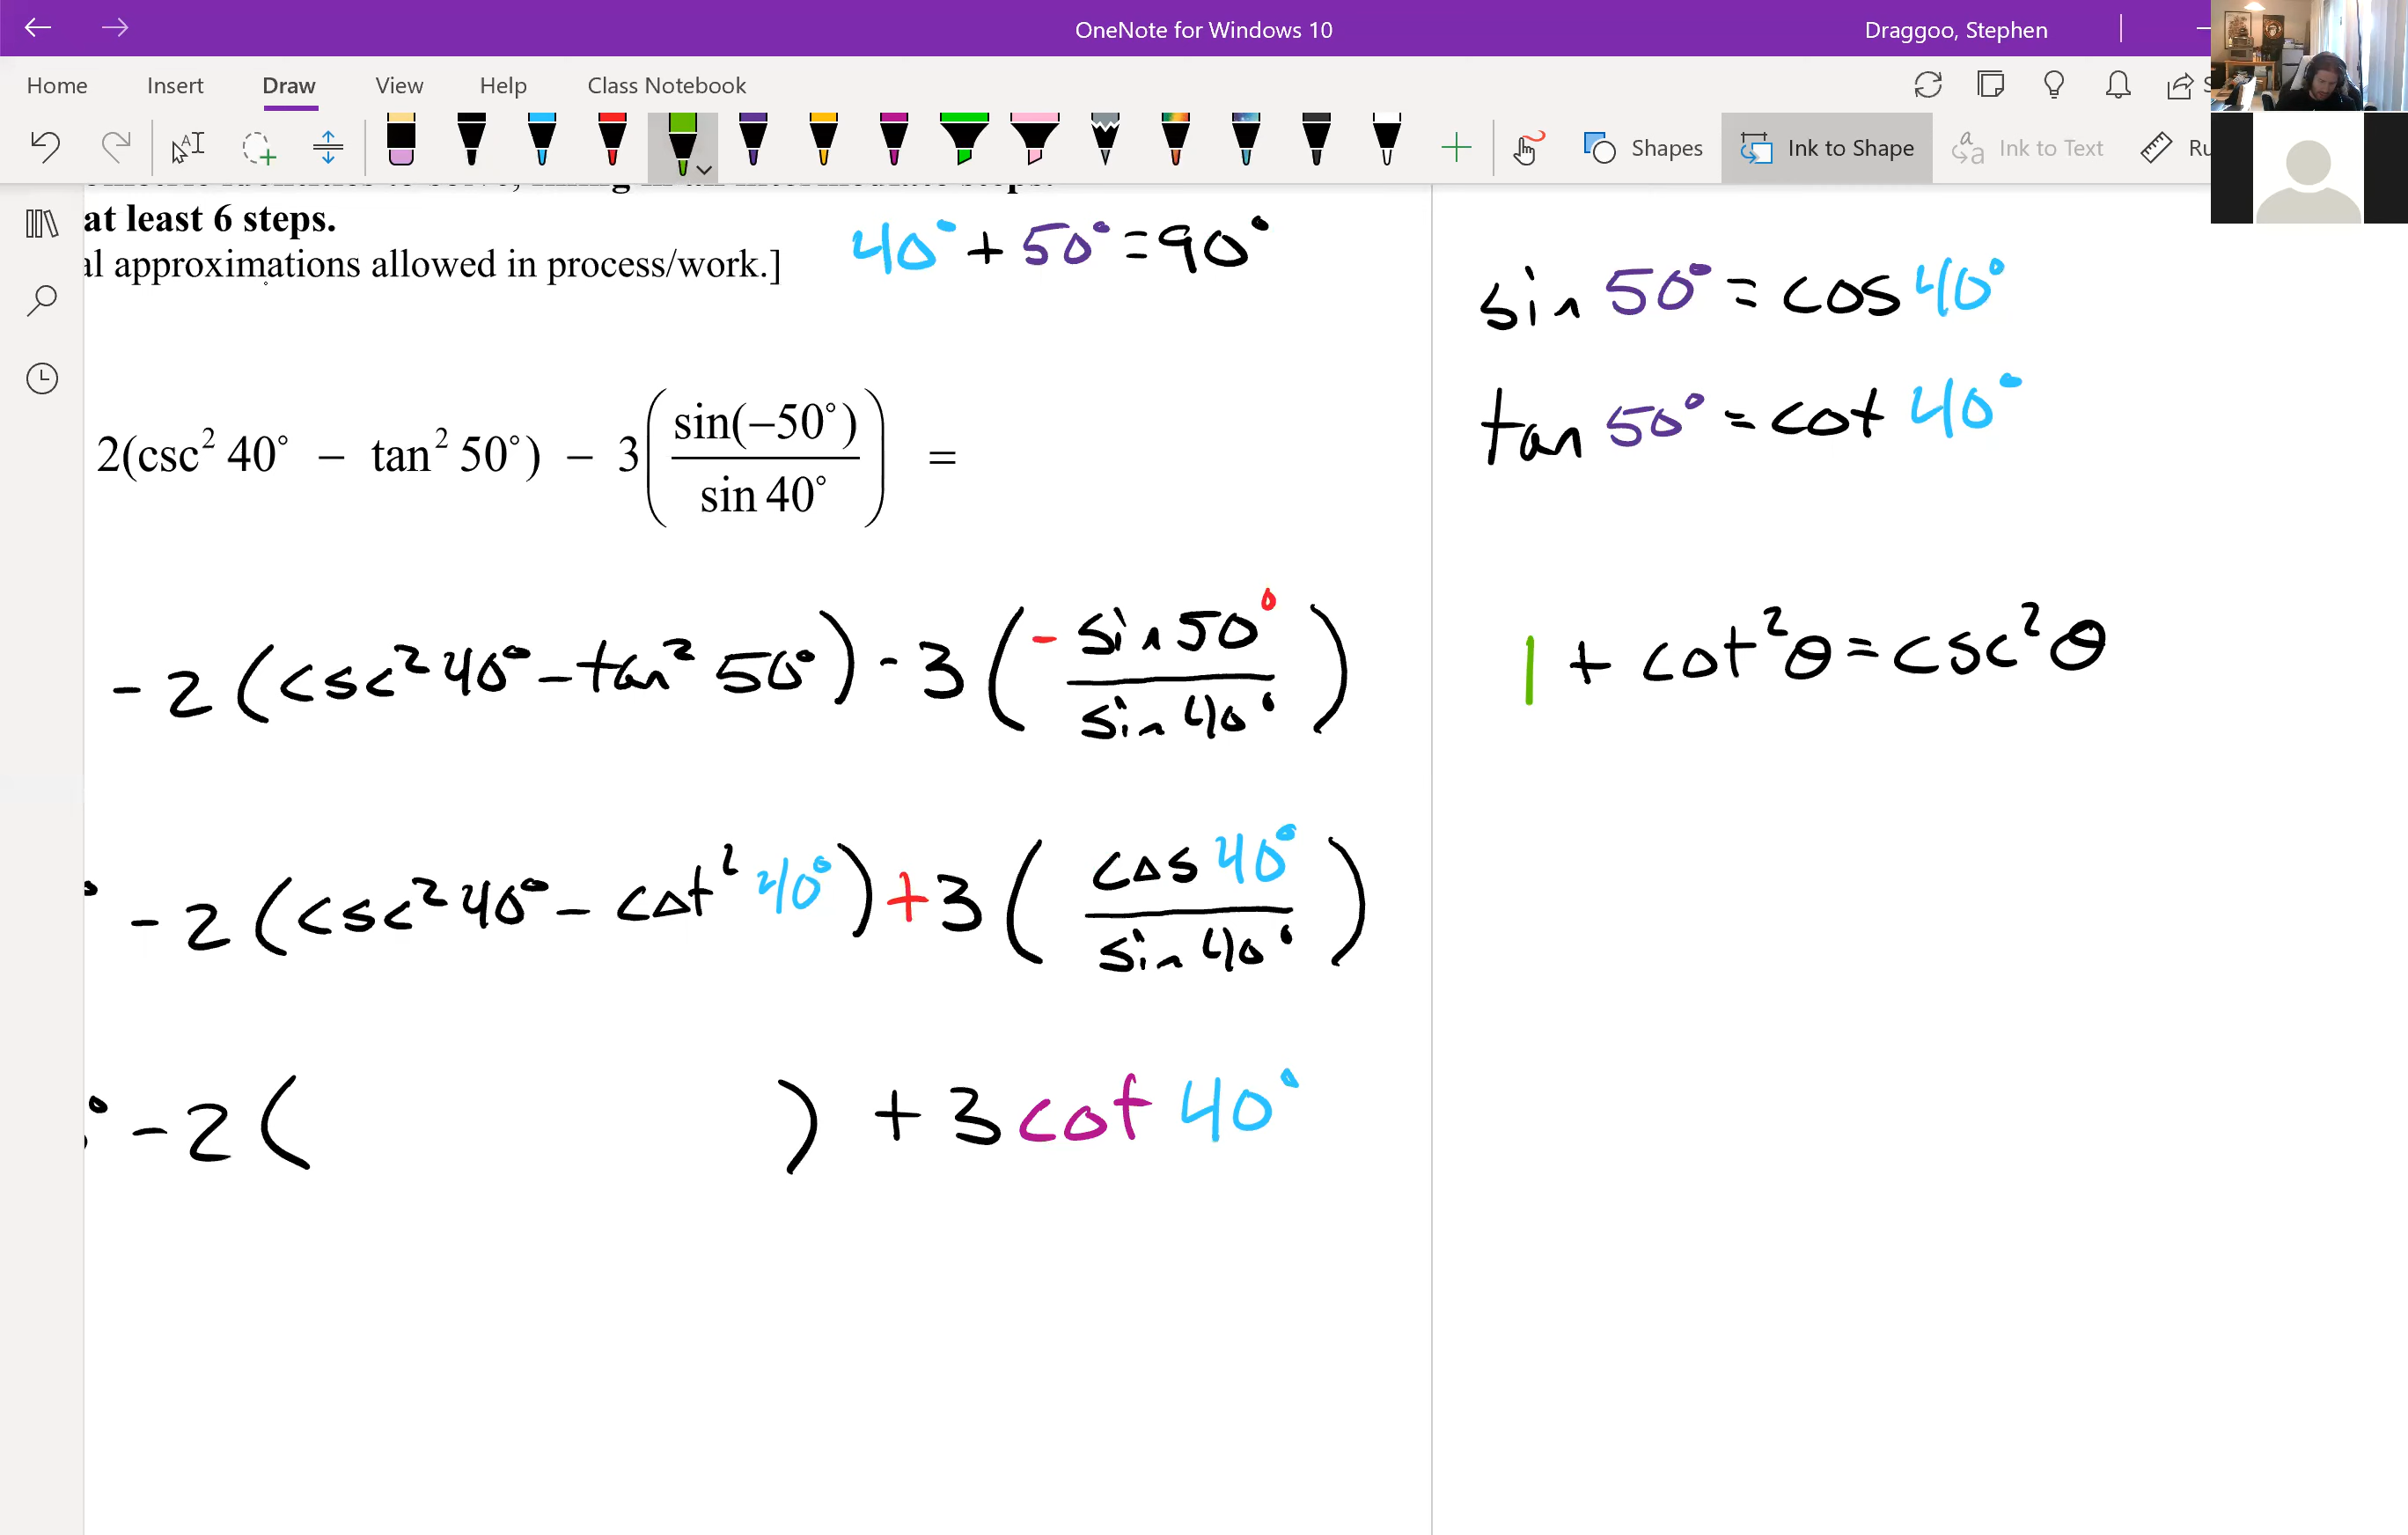 OneNote for Windows 10
Draggoo, Stephen
Home Insert Draw View Help Class Notebook
Shapes Ink to Shape Ink to Text
at least 6 steps.
al approximations allowed in process/work.]
40° + 50° = 90°
2(csc² 40° − tan² 50°) − 3(sin(−50°)/sin 40°) =
- 2 (csc² 40° - tan² 50°) - 3 (- sin 50°/sin 40°)
- 2 (csc² 40° - cot² 40°) + 3 (cos 40°/sin 40°)
° - 2 ( ) + 3 cot 40°
sin 50° = cos 40°
tan 50° = cot 40°
1 + cot²θ = csc²θ